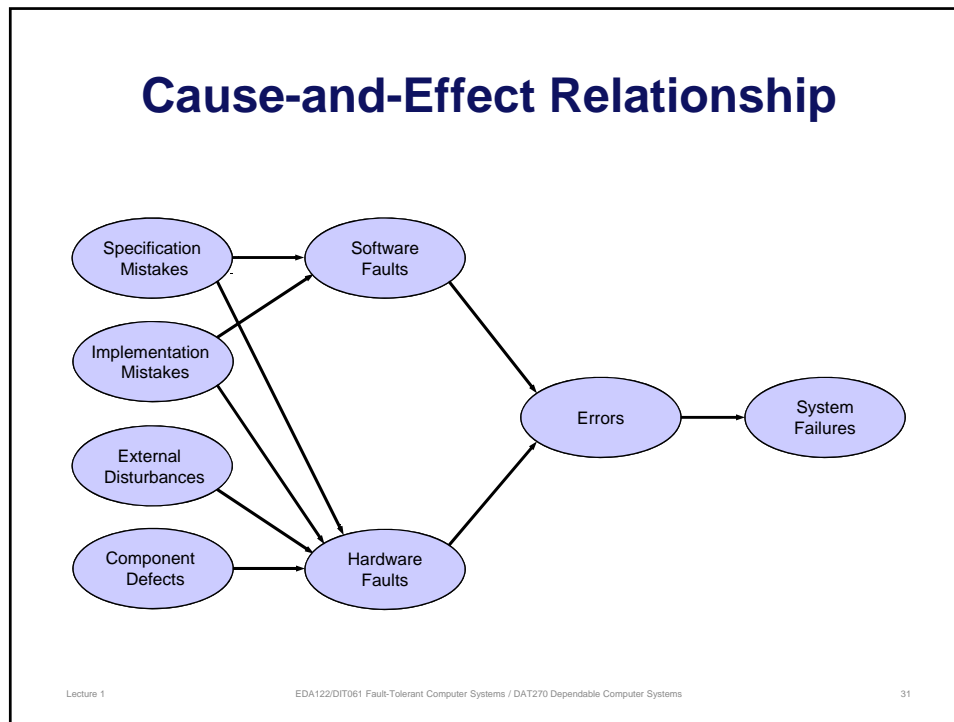 Cause-and-Effect Relationship
Specification
Mistakes
Software
Faults
Implementation
Mistakes
Errors
System
Failures
External
Disturbances
Component
Defects
Hardware
Faults
Lecture 1
EDA122/DIT061 Fault-Tolerant Computer Systems / DAT270 Dependable Computer Systems
31